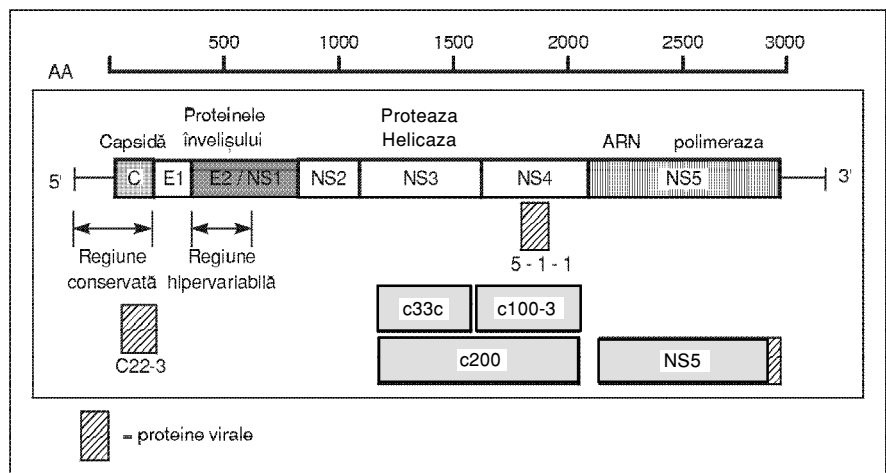 500 1000 1500 2000 2500 3000
AA
Capsidă
Proteinele
învelișului
Proteaza
Helicaza
ARN polimeraza
5' C E1 E2 / NS1 NS2 NS3 NS4 NS5 3'
Regiune
conservată
Regiune
hipervariabilă
5 - 1 - 1
c33c c100-3
C22-3
c200 NS5
= proteine virale